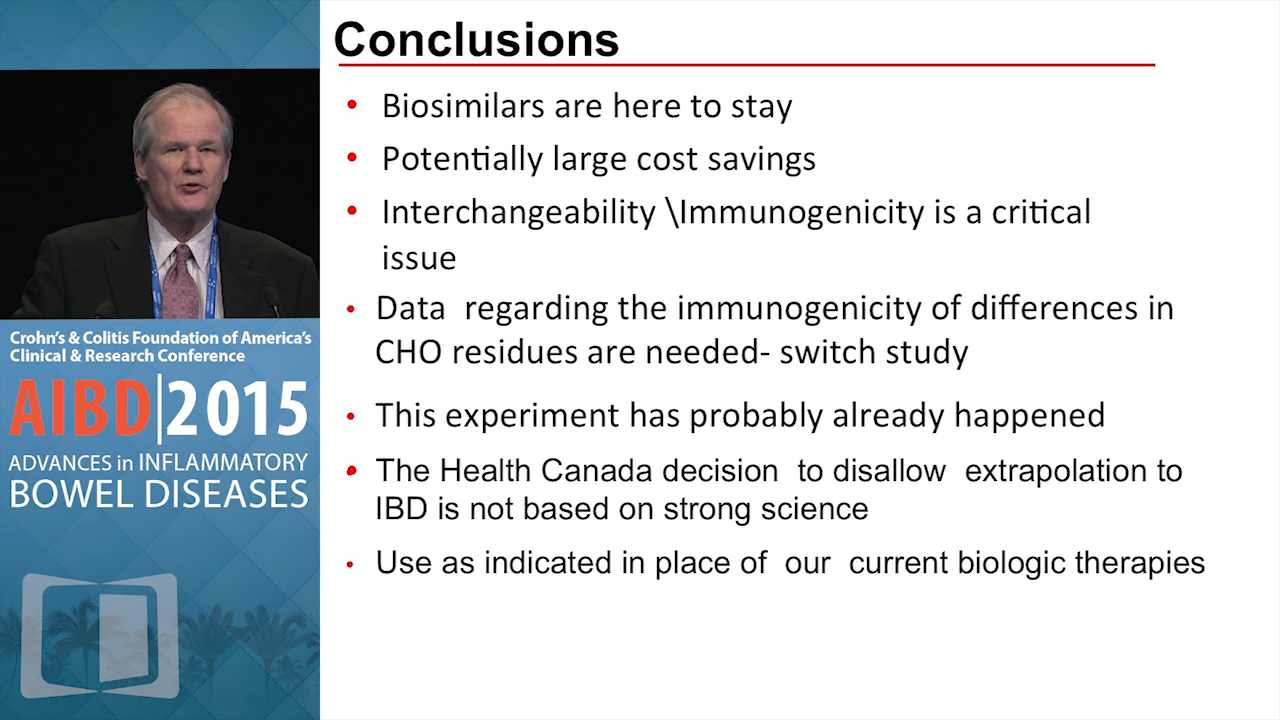 Conclusions
• Biosimilars are here to stay
• Potentially large cost savings
• Interchangeability \Immunogenicity is a critical
issue
• Data  regarding the immunogenicity of differences in
CHO residues are needed- switch study
• This experiment has probably already happened
• The Health Canada decision  to disallow  extrapolation to
IBD is not based on strong science
• Use as indicated in place of  our  current biologic therapies
Crohn's & Colitis Foundation of America's
Clinical & Research Conference
AIBD|2015
ADVANCES in INFLAMMATORY
BOWEL DISEASES